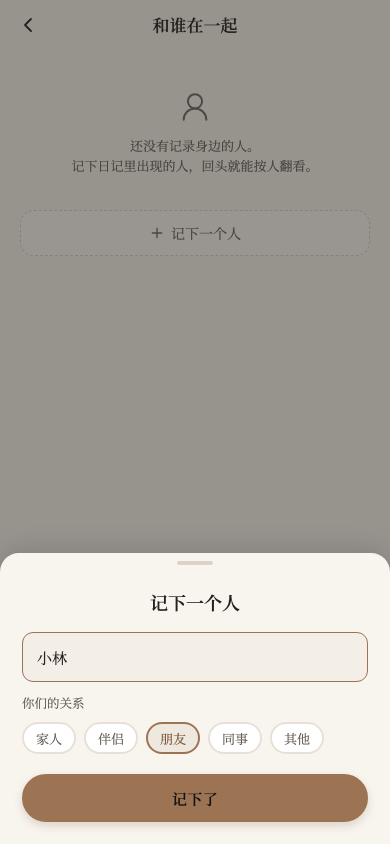 和谁在一起
还没有记录身边的人。
记下日记里出现的人，回头就能按人翻看。
+ 记下一个人
记下一个人
小林
你们的关系
家人 伴侣 朋友 同事 其他
记下了